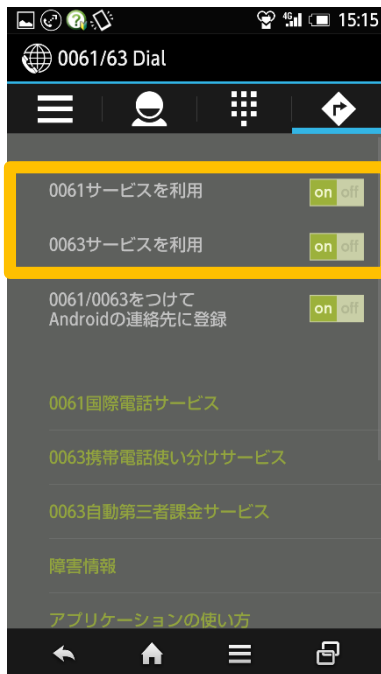 4G 15:15
0061/63 Dial
0061サービスを利用 on off
0063サービスを利用 on off
0061/0063をつけて
Androidの連絡先に登録 on off
0061国際電話サービス
0063携帯電話使い分けサービス
0063自動第三者課金サービス
障害情報
アプリケーションの使い方